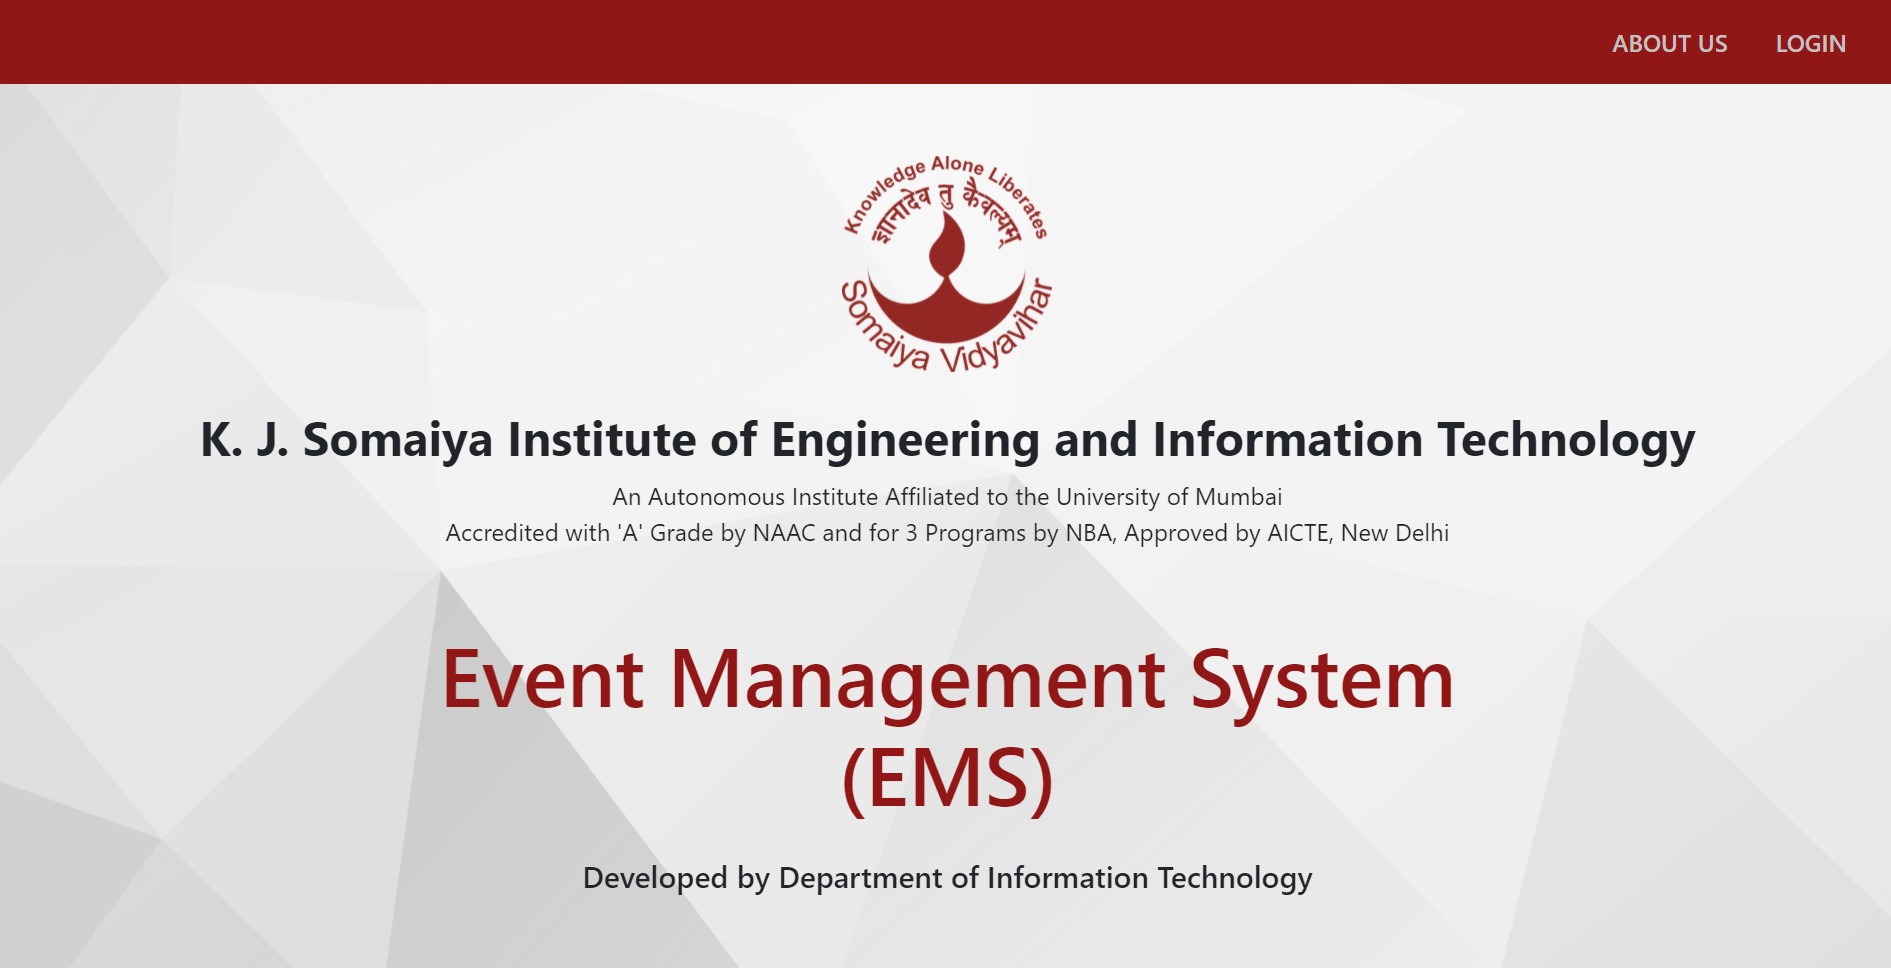 ABOUT US LOGIN
Knowledge Alone Liberates
ज्ञानादेव तु कैवल्यम्
Somaiya Vidyavihar
K. J. Somaiya Institute of Engineering and Information Technology
An Autonomous Institute Affiliated to the University of Mumbai
Accredited with 'A' Grade by NAAC and for 3 Programs by NBA, Approved by AICTE, New Delhi
Event Management System
(EMS)
Developed by Department of Information Technology